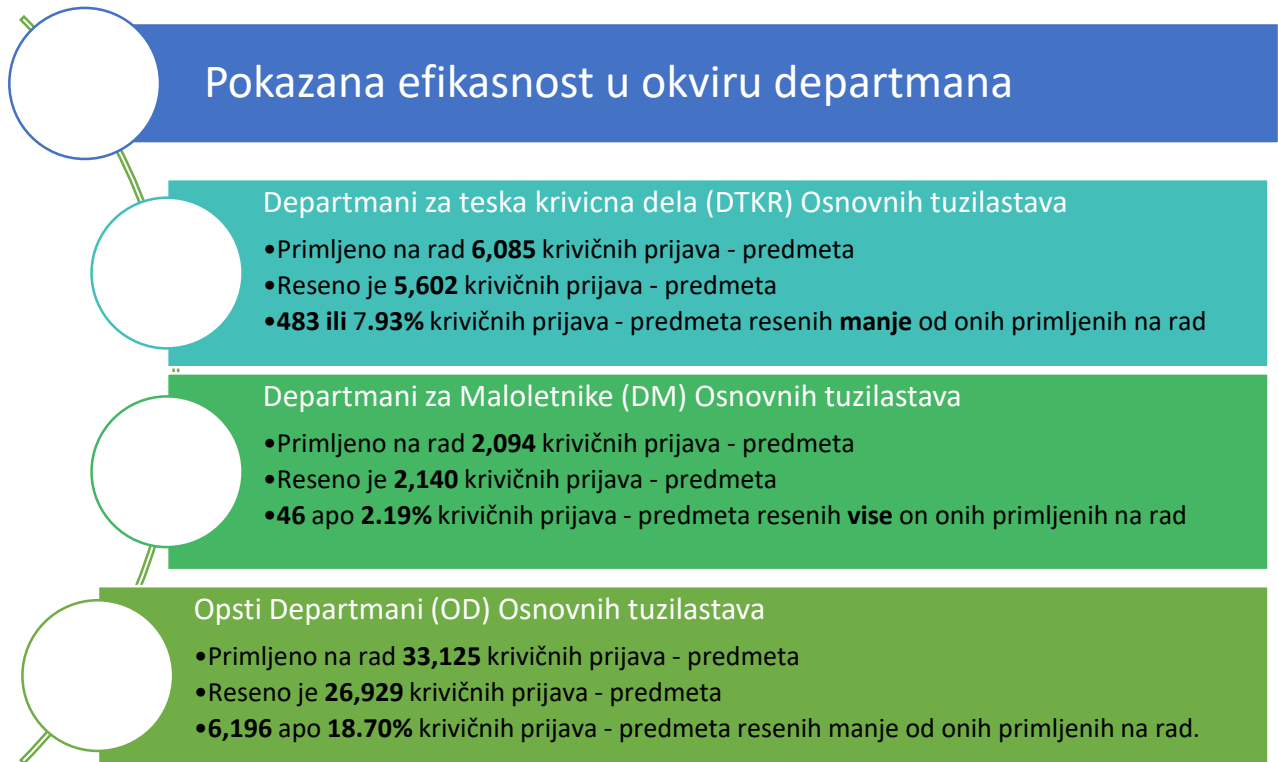 Pokazana efikasnost u okviru departmana
Departmani za teska krivicna dela (DTKR) Osnovnih tuzilastava
•Primljeno na rad 6,085 krivičnih prijava - predmeta
•Reseno je 5,602 krivičnih prijava - predmeta
•483 ili 7.93% krivičnih prijava - predmeta resenih manje od onih primljenih na rad
Departmani za Maloletnike (DM) Osnovnih tuzilastava
•Primljeno na rad 2,094 krivičnih prijava - predmeta
•Reseno je 2,140 krivičnih prijava - predmeta
•46 apo 2.19% krivičnih prijava - predmeta resenih vise on onih primljenih na rad
Opsti Departmani (OD) Osnovnih tuzilastava
•Primljeno na rad 33,125 krivičnih prijava - predmeta
•Reseno je 26,929 krivičnih prijava - predmeta
•6,196 apo 18.70% krivičnih prijava - predmeta resenih manje od onih primljenih na rad.